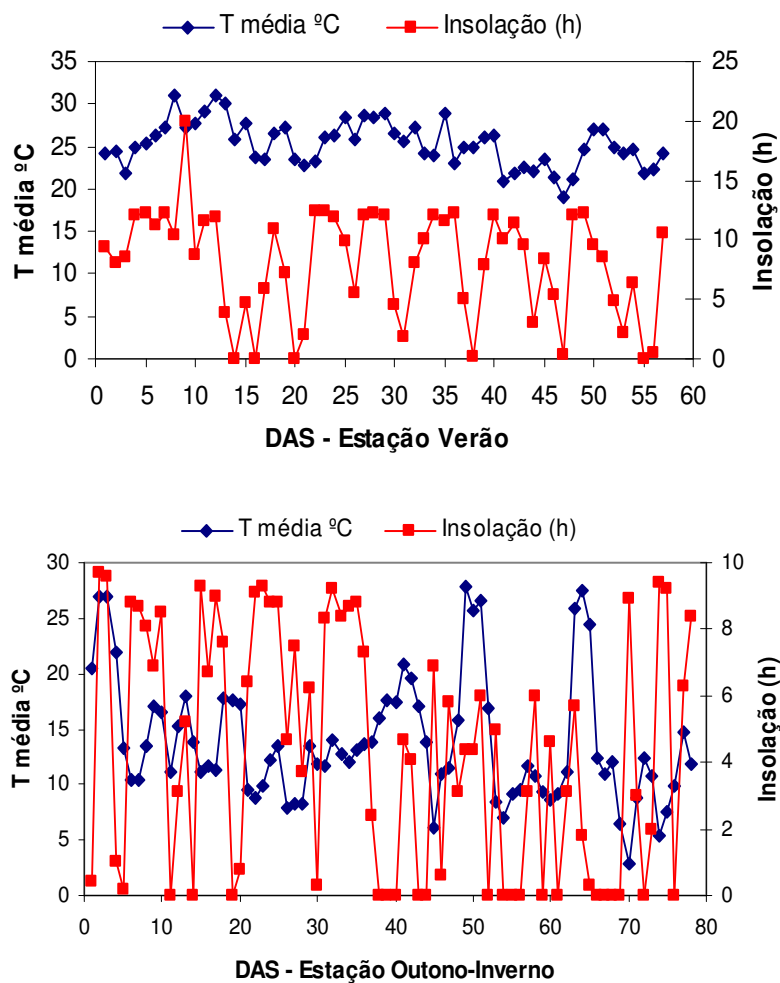 T média ºC Insolação (h)
35 25
30
20
25
20 15
15 10
10
5
5
0 0
0 5 10 15 20 25 30 35 40 45 50 55 60
T média ºC
Insolação (h)
DAS - Estação Verão
T média ºC Insolação (h)
30 10
25
8
20
6
15
4
10
2
5
0 0
0 10 20 30 40 50 60 70 80
T média ºC
Insolação (h)
DAS - Estação Outono-Inverno